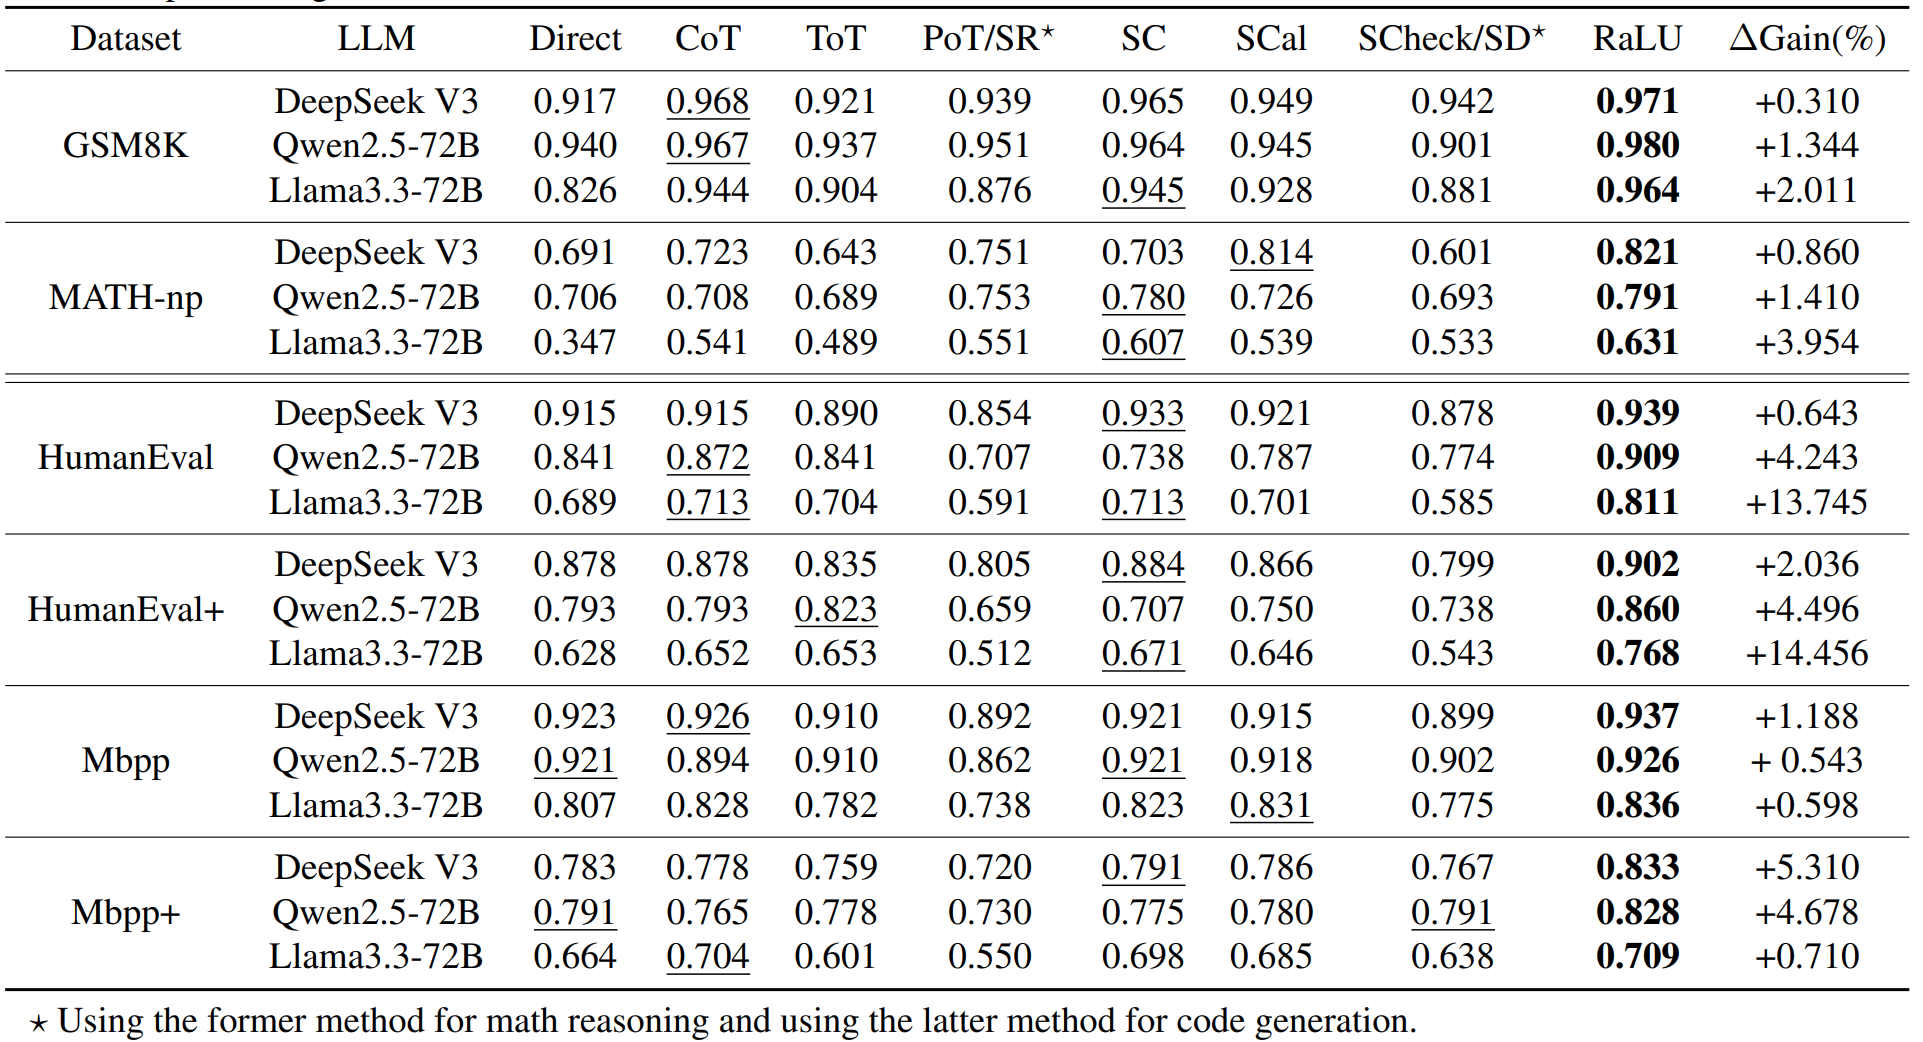 Dataset LLM Direct CoT ToT PoT/SR⋆ SC SCal SCheck/SD⋆ RaLU ΔGain(%)
DeepSeek V3 0.917 0.968 0.921 0.939 0.965 0.949 0.942 0.971 +0.310
GSM8K Qwen2.5-72B 0.940 0.967 0.937 0.951 0.964 0.945 0.901 0.980 +1.344
Llama3.3-72B 0.826 0.944 0.904 0.876 0.945 0.928 0.881 0.964 +2.011
DeepSeek V3 0.691 0.723 0.643 0.751 0.703 0.814 0.601 0.821 +0.860
MATH-np Qwen2.5-72B 0.706 0.708 0.689 0.753 0.780 0.726 0.693 0.791 +1.410
Llama3.3-72B 0.347 0.541 0.489 0.551 0.607 0.539 0.533 0.631 +3.954
DeepSeek V3 0.915 0.915 0.890 0.854 0.933 0.921 0.878 0.939 +0.643
HumanEval Qwen2.5-72B 0.841 0.872 0.841 0.707 0.738 0.787 0.774 0.909 +4.243
Llama3.3-72B 0.689 0.713 0.704 0.591 0.713 0.701 0.585 0.811 +13.745
DeepSeek V3 0.878 0.878 0.835 0.805 0.884 0.866 0.799 0.902 +2.036
HumanEval+ Qwen2.5-72B 0.793 0.793 0.823 0.659 0.707 0.750 0.738 0.860 +4.496
Llama3.3-72B 0.628 0.652 0.653 0.512 0.671 0.646 0.543 0.768 +14.456
DeepSeek V3 0.923 0.926 0.910 0.892 0.921 0.915 0.899 0.937 +1.188
Mbpp Qwen2.5-72B 0.921 0.894 0.910 0.862 0.921 0.918 0.902 0.926 + 0.543
Llama3.3-72B 0.807 0.828 0.782 0.738 0.823 0.831 0.775 0.836 +0.598
DeepSeek V3 0.783 0.778 0.759 0.720 0.791 0.786 0.767 0.833 +5.310
Mbpp+ Qwen2.5-72B 0.791 0.765 0.778 0.730 0.775 0.780 0.791 0.828 +4.678
Llama3.3-72B 0.664 0.704 0.601 0.550 0.698 0.685 0.638 0.709 +0.710
⋆ Using the former method for math reasoning and using the latter method for code generation.